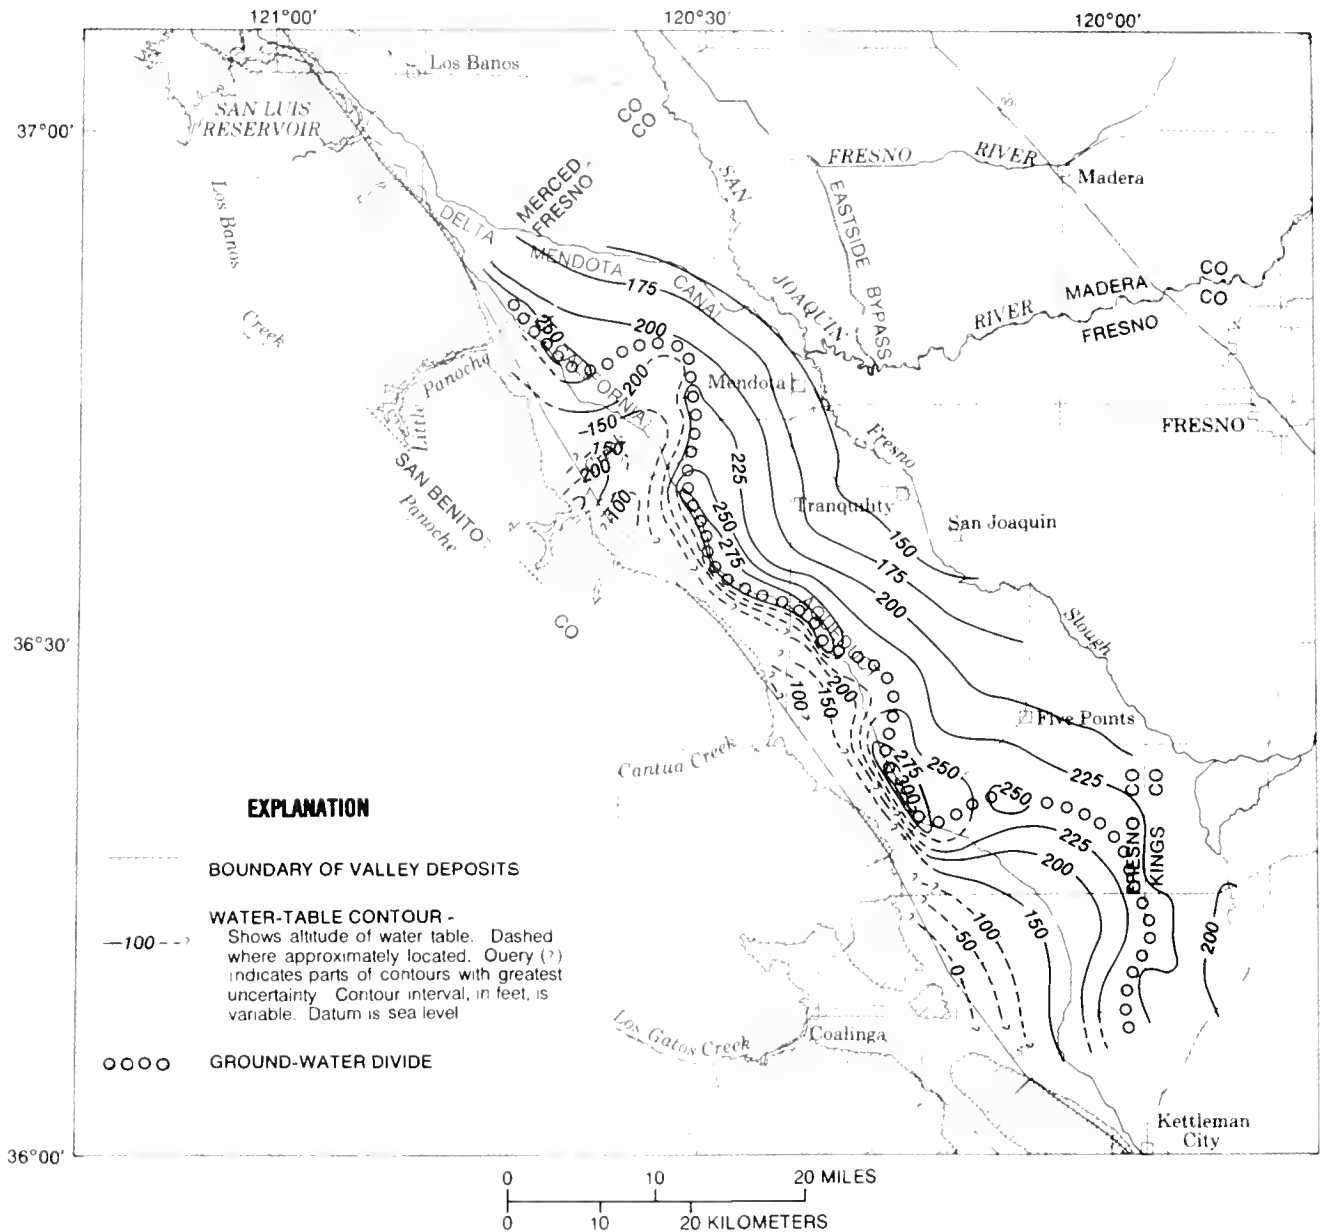 121°00'
120°30'
120°00'
37°00'
36°30'
36°00'
Los Banos
SAN LUIS
RESERVOIR
Los Banos
Creek
CO
CO
MERCED
FRESNO
DELTA
MENDOTA
CANAL
SAN
JOAQUIN
RIVER
FRESNO
RIVER
EASTSIDE
BYPASS
99
Madera
MADERA
FRESNO
CO
CO
FRESNO
175
200
250
CALIFORNIA
200
150
200
100
Little Panoche
SAN BENITO
CO
Panoche
Mendota
Fresno
Slough
225
Tranquility
San Joaquin
250
275
150
175
200
AQUEDUCT
200
150
100
Five Points
Cantua Creek
275
300
250
250
225
CO
CO
FRESNO
KINGS
225
200
150
100
50
0
200
Los Gatos Creek
Coalinga
Kettleman
City
EXPLANATION
BOUNDARY OF VALLEY DEPOSITS
—100--? WATER-TABLE CONTOUR -
Shows altitude of water table. Dashed
where approximately located. Query (?)
indicates parts of contours with greatest
uncertainty Contour interval, in feet, is
variable. Datum is sea level
GROUND-WATER DIVIDE
0 10 20 MILES
0 10 20 KILOMETERS